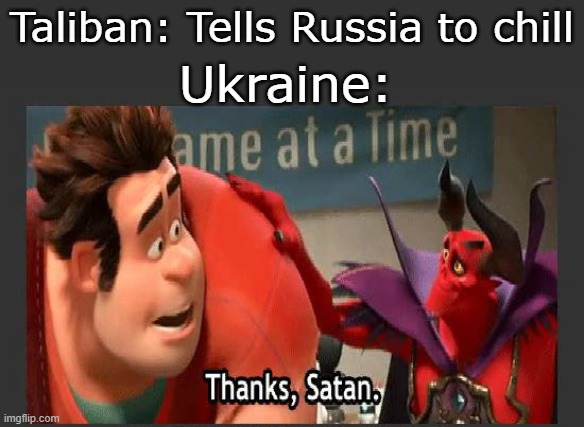 Taliban: Tells Russia to chill
Ukraine:
ame at a Time
Thanks, Satan.
imgflip.com